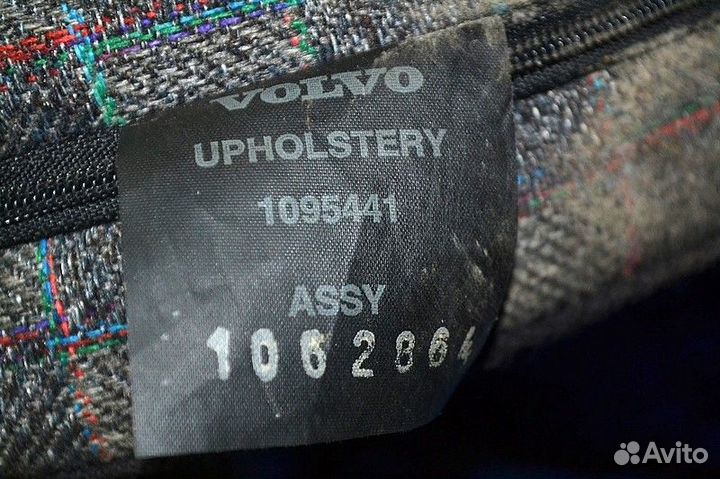 VOLVO
UPHOLSTERY
1095441
ASSY
1062864
Avito